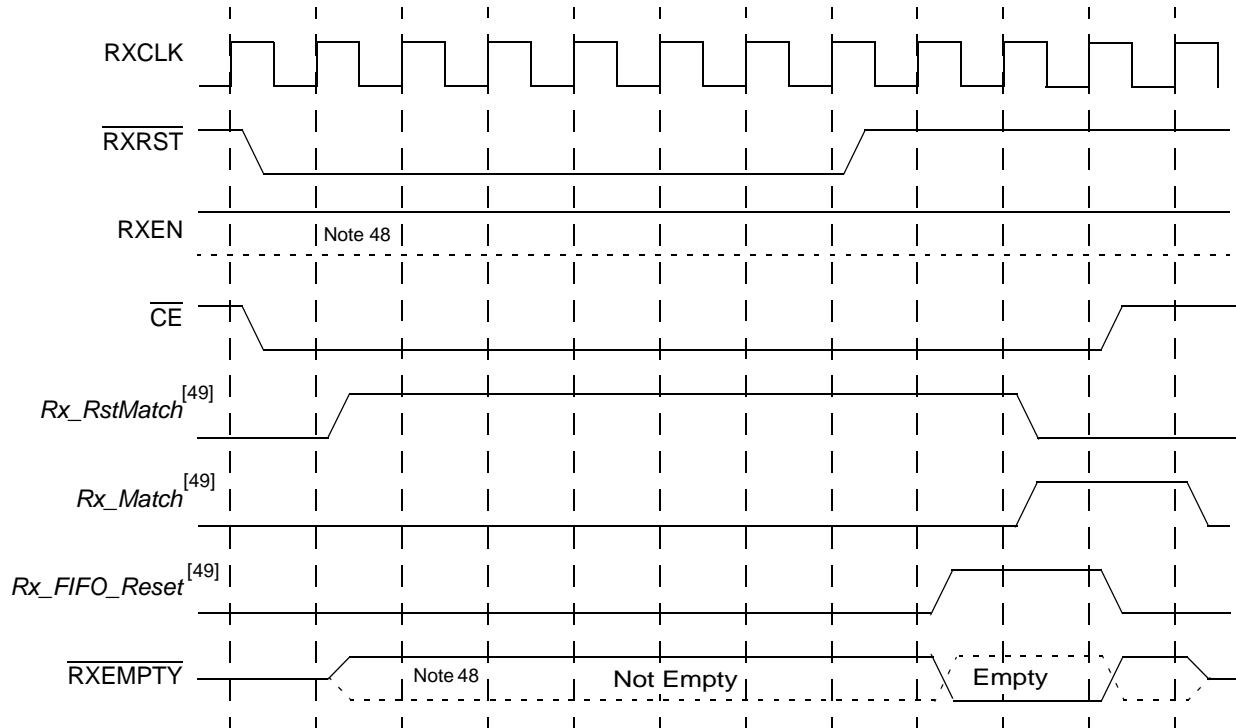 RXCLK
RXRST
RXEN
Note 48
CE
Rx_RstMatch[49]
Rx_Match[49]
Rx_FIFO_Reset[49]
RXEMPTY Note 48 Not Empty Empty